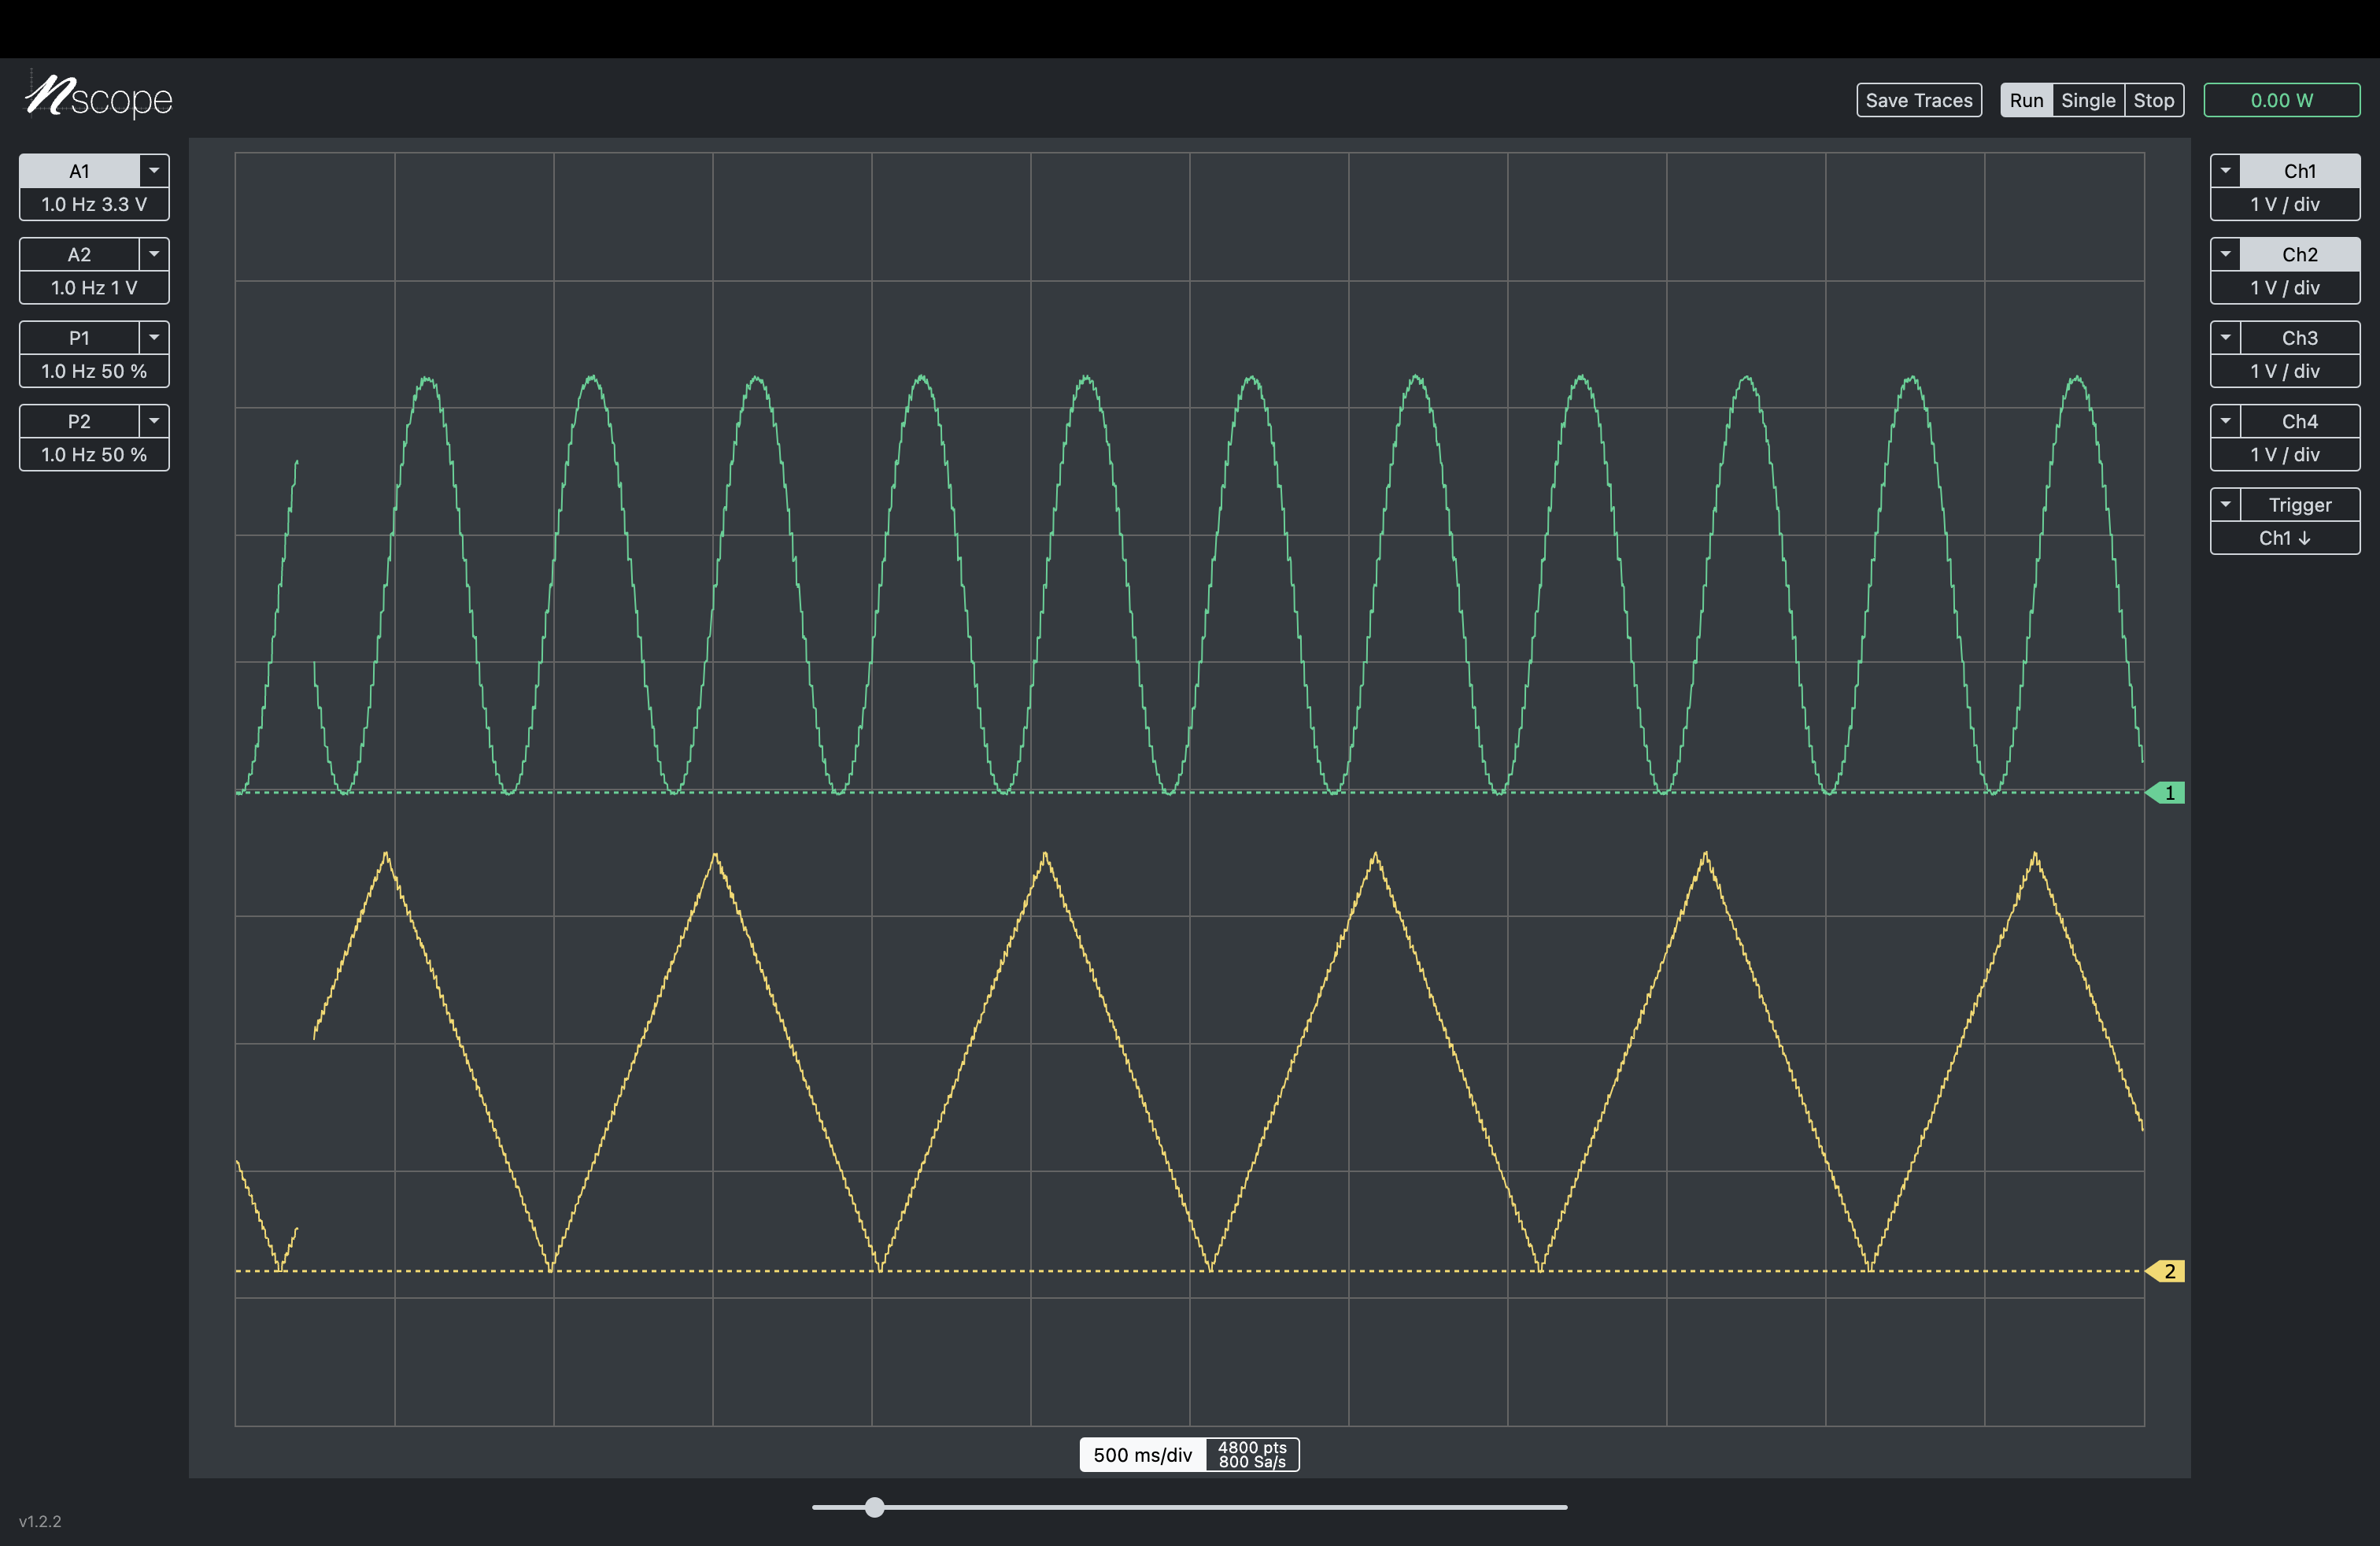 nscope
Save Traces
Run Single Stop
0.00 W
A1
1.0 Hz 3.3 V
A2
1.0 Hz 1 V
P1
1.0 Hz 50 %
P2
1.0 Hz 50 %
Ch1
1 V / div
Ch2
1 V / div
Ch3
1 V / div
Ch4
1 V / div
Trigger
Ch1 ↓
1
2
500 ms/div
4800 pts
800 Sa/s
v1.2.2